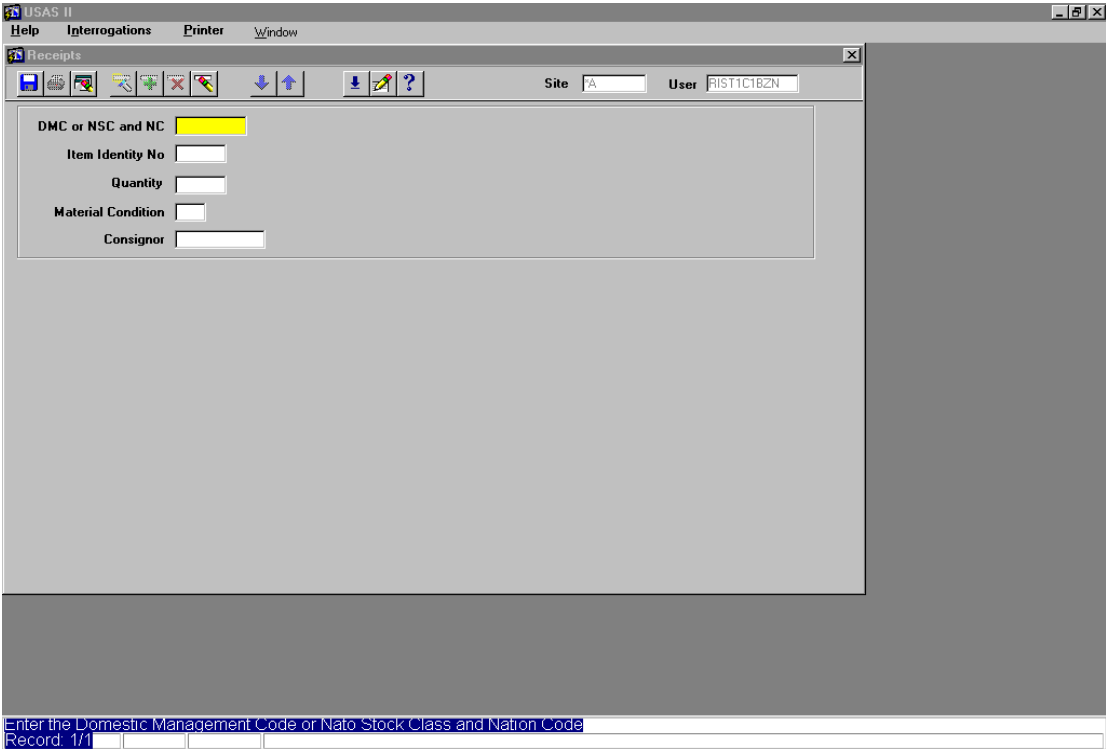 USAS II
Help Interrogations Printer Window
Receipts
Site *A User RIST1C1BZN
DMC or NSC and NC
Item Identity No
Quantity
Material Condition
Consignor
Enter the Domestic Management Code or Nato Stock Class and Nation Code
Record: 1/1